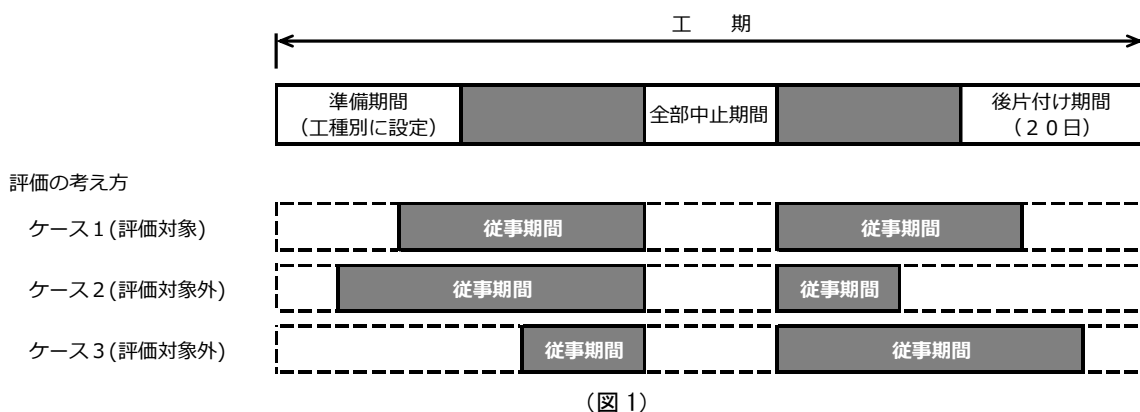 工　　期
準備期間
（工種別に設定）
全部中止期間
後片付け期間
（２０日）
評価の考え方
ケース１(評価対象)
従事期間
従事期間
ケース２(評価対象外)
従事期間
従事期間
ケース３(評価対象外)
従事期間
従事期間
（図 1）